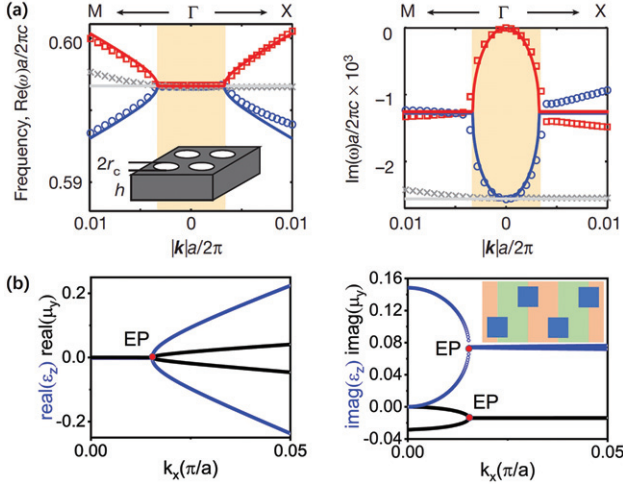 (a)
M Γ X
Frequency, Re(ω)a/2πc
0.60
0.59
2r_c
h
0.01 0 0.01
|k|a/2π
M Γ X
Im(ω)a/2πc × 10³
0
−1
−2
0.01 0 0.01
|k|a/2π
(b)
real(ε_z) real(μ_y)
0.2
0.0
-0.2
EP
0.00 0.05
k_x(π/a)
imag(ε_z) imag(μ_y)
0.16
0.12
0.08
0.04
0.00
-0.04
EP
EP
0.00 0.05
k_x(π/a)